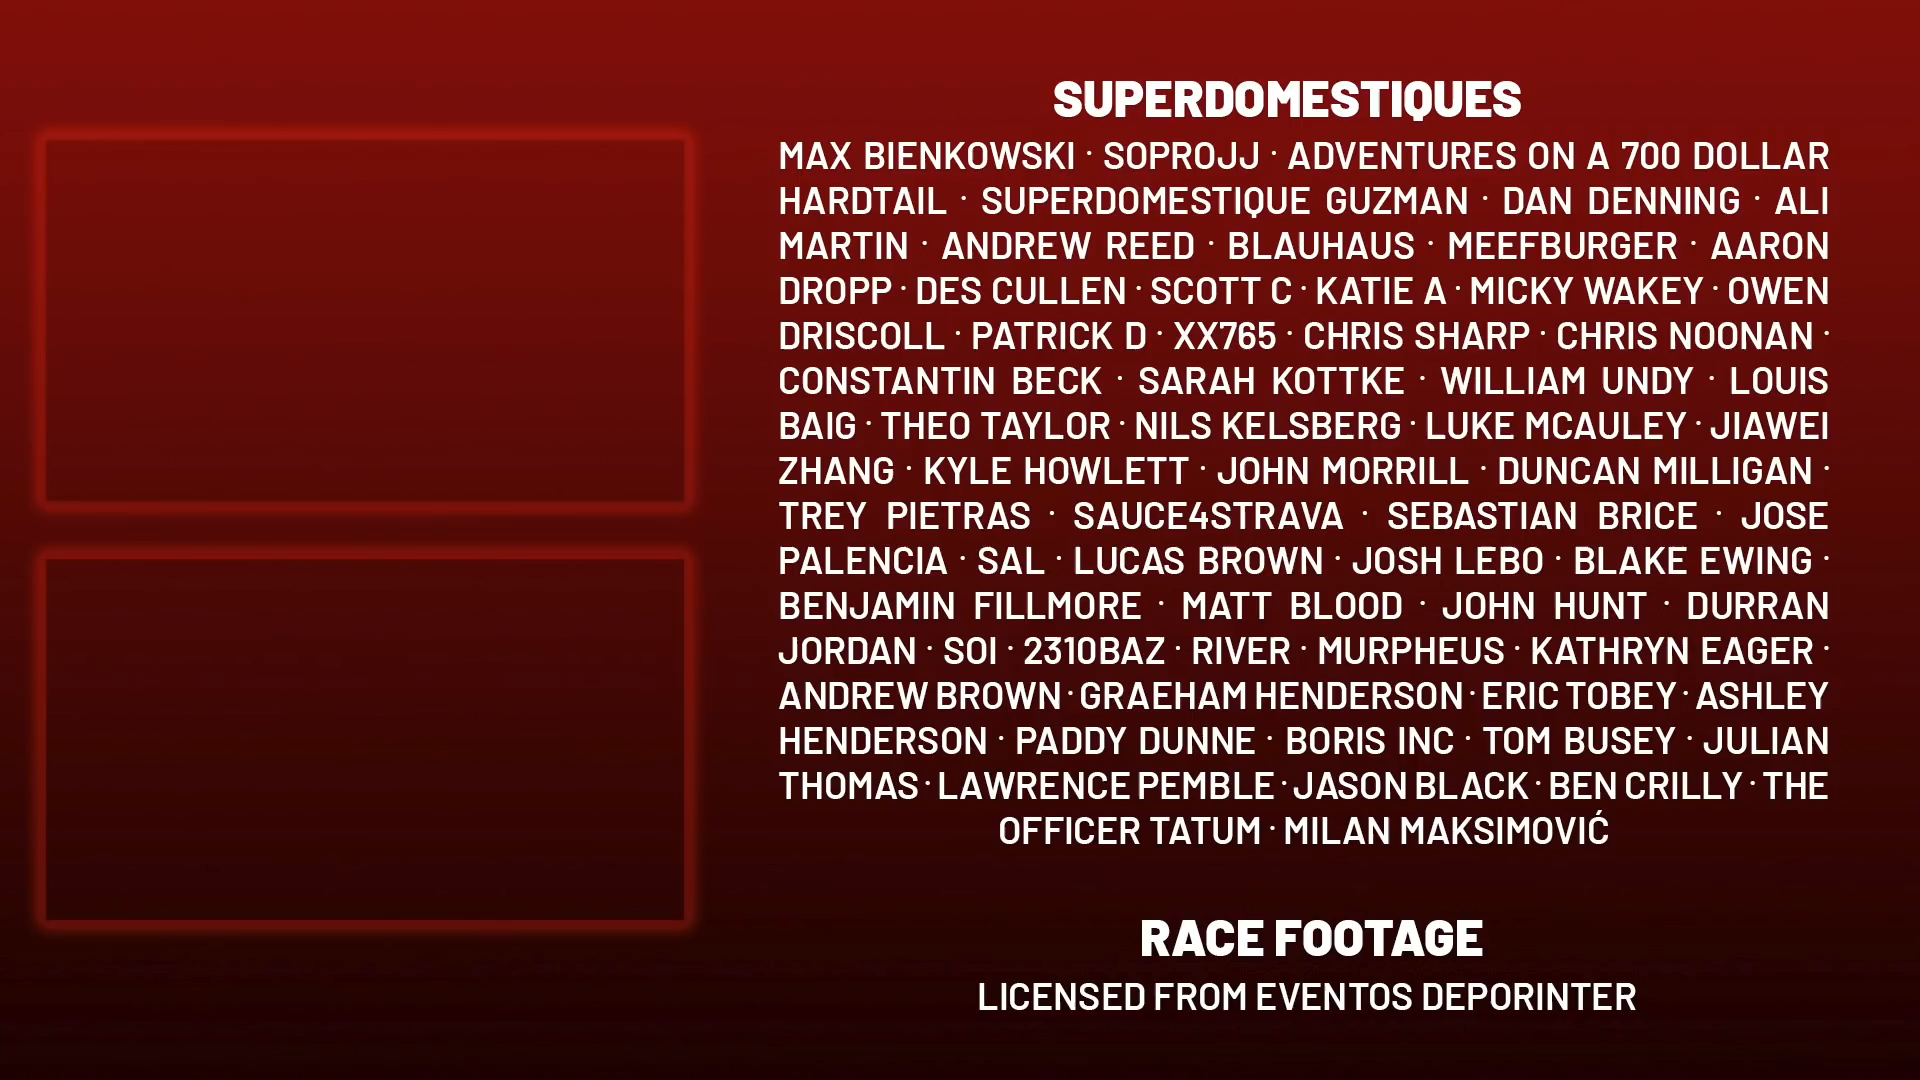 SUPERDOMESTIQUES
MAX BIENKOWSKI · SOPROJJ · ADVENTURES ON A 700 DOLLAR
HARDTAIL · SUPERDOMESTIQUE GUZMAN · DAN DENNING · ALI
MARTIN · ANDREW REED · BLAUHAUS · MEEFBURGER · AARON
DROPP · DES CULLEN · SCOTT C · KATIE A · MICKY WAKEY · OWEN
DRISCOLL · PATRICK D · XX765 · CHRIS SHARP · CHRIS NOONAN ·
CONSTANTIN BECK · SARAH KOTTKE · WILLIAM UNDY · LOUIS
BAIG · THEO TAYLOR · NILS KELSBERG · LUKE MCAULEY · JIAWEI
ZHANG · KYLE HOWLETT · JOHN MORRILL · DUNCAN MILLIGAN ·
TREY PIETRAS · SAUCE4STRAVA · SEBASTIAN BRICE · JOSE
PALENCIA · SAL · LUCAS BROWN · JOSH LEBO · BLAKE EWING ·
BENJAMIN FILLMORE · MATT BLOOD · JOHN HUNT · DURRAN
JORDAN · SOI · 2310BAZ · RIVER · MURPHEUS · KATHRYN EAGER ·
ANDREW BROWN · GRAEHAM HENDERSON · ERIC TOBEY · ASHLEY
HENDERSON · PADDY DUNNE · BORIS INC · TOM BUSEY · JULIAN
THOMAS · LAWRENCE PEMBLE · JASON BLACK · BEN CRILLY · THE
OFFICER TATUM · MILAN MAKSIMOVIĆ
RACE FOOTAGE
LICENSED FROM EVENTOS DEPORINTER